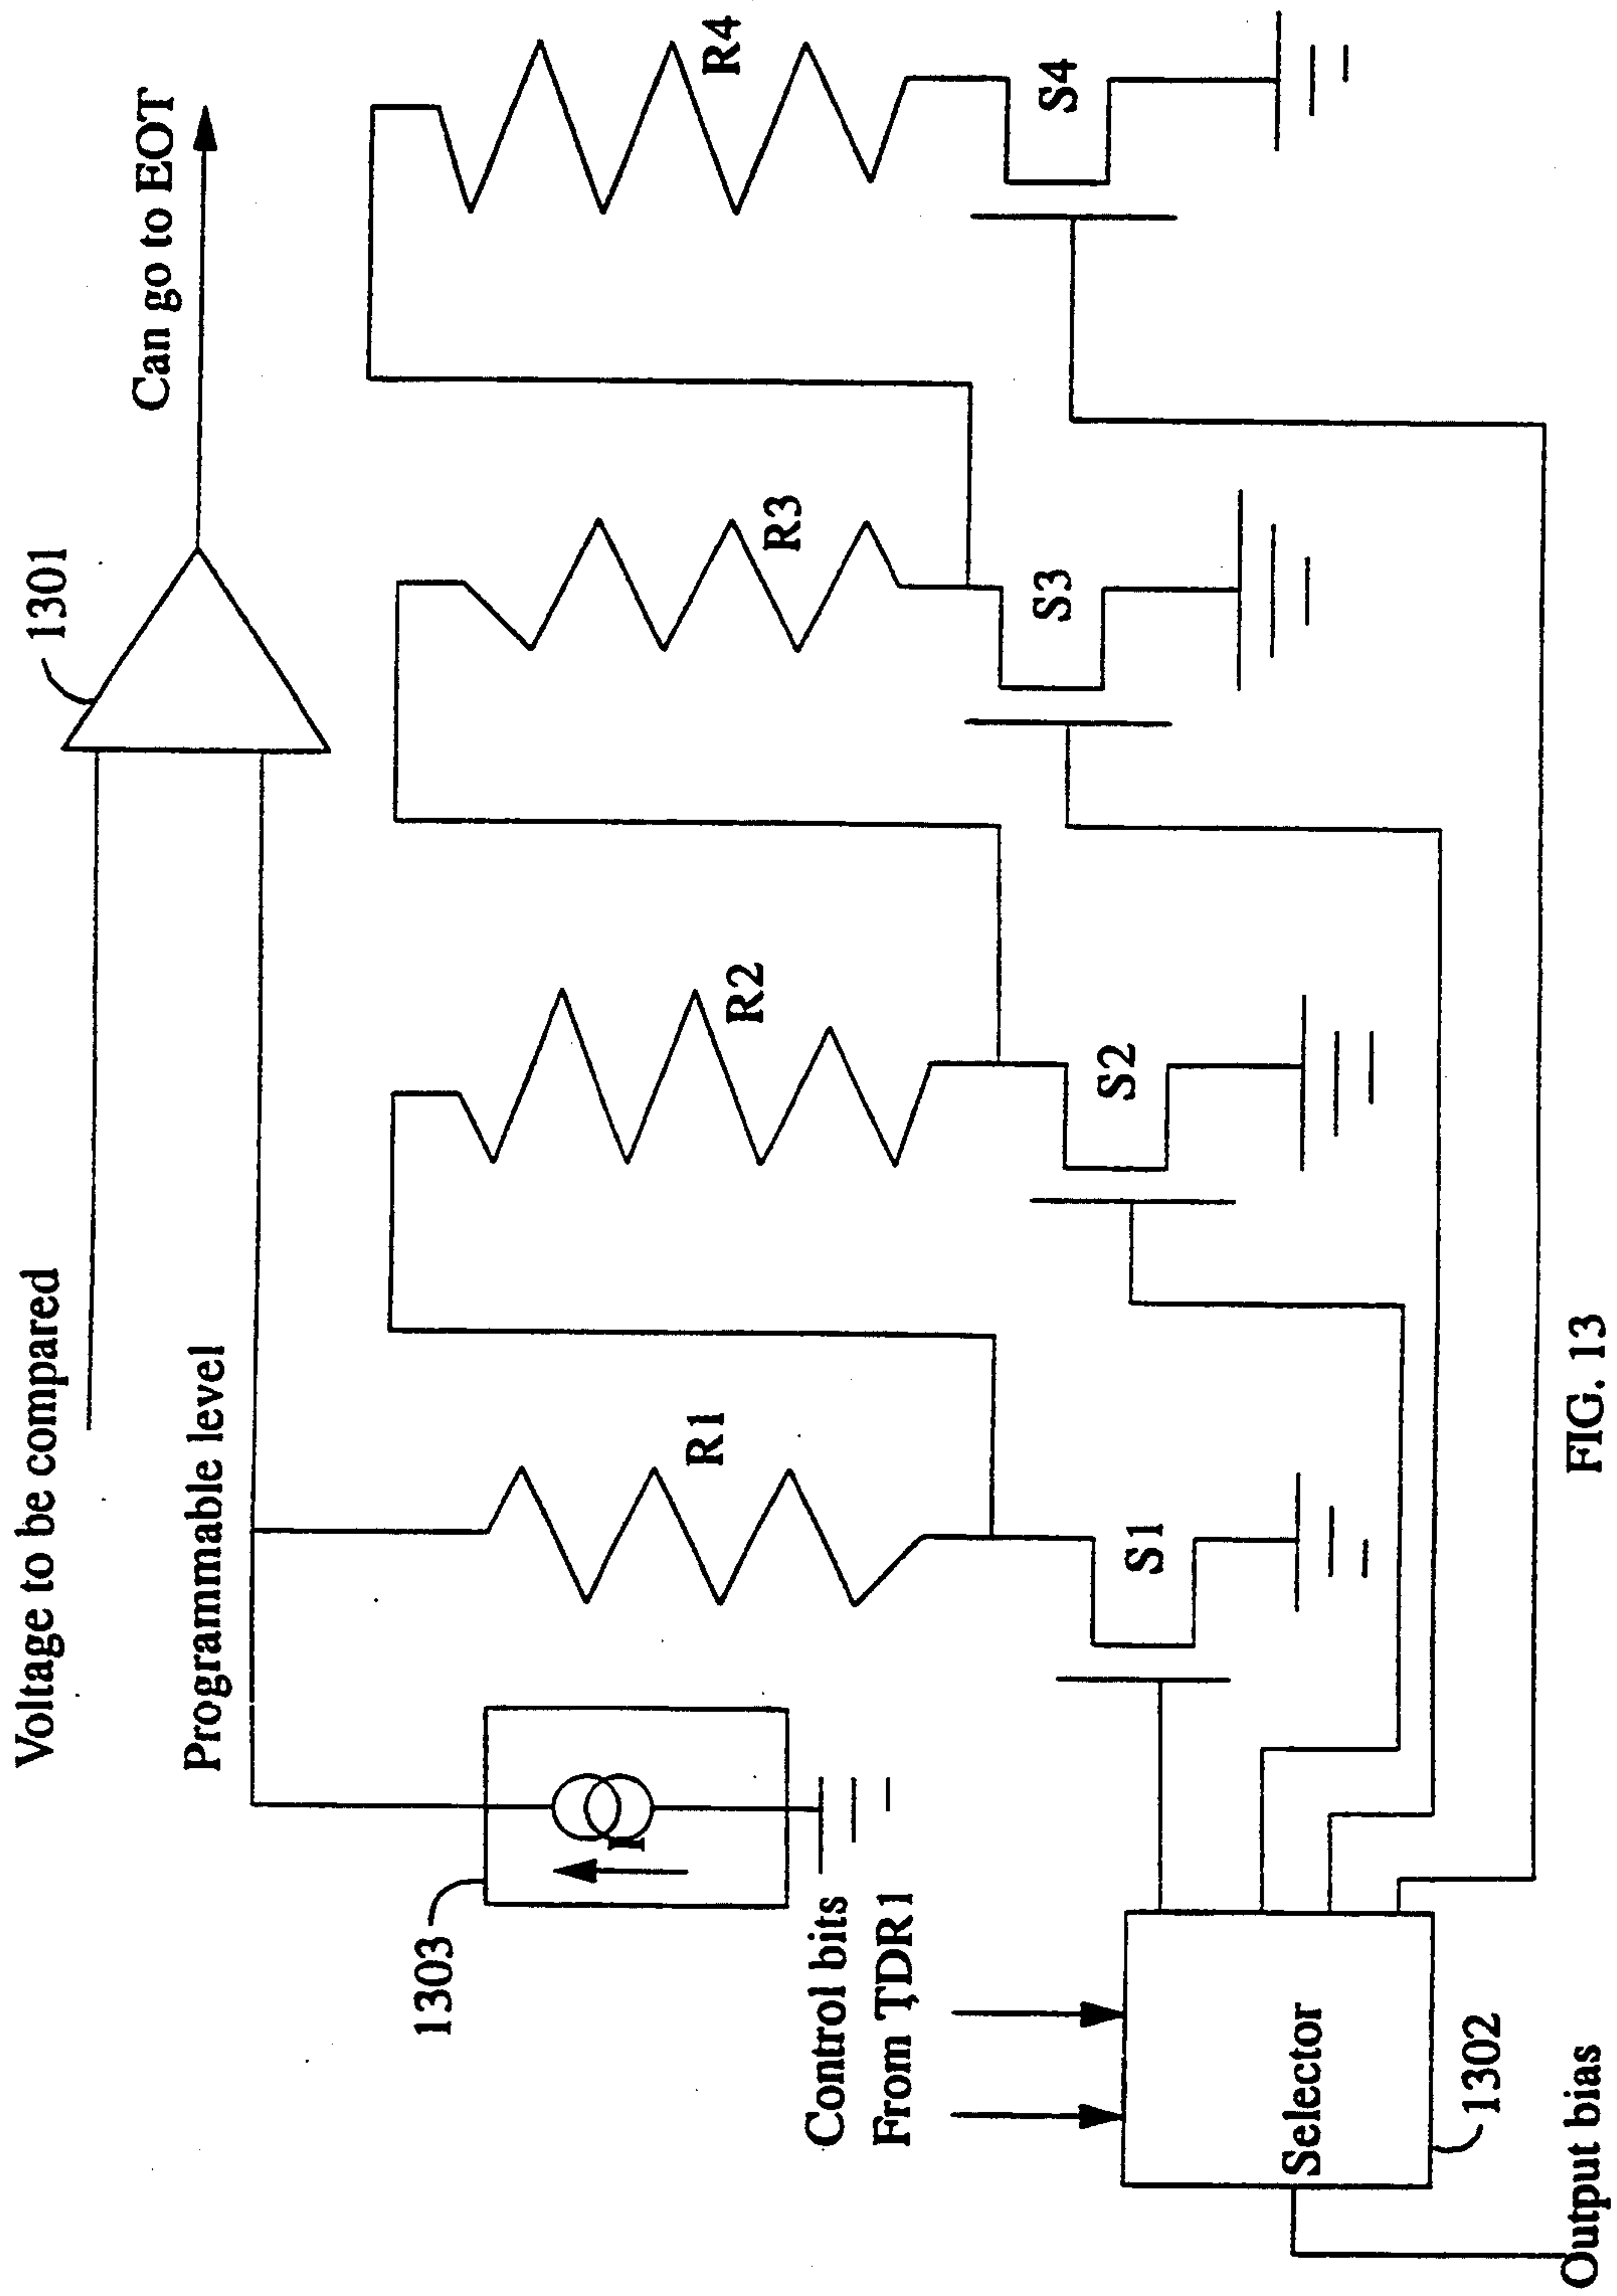 Voltage to be compared
1301
Can go to EOT
Programmable level
1303
I
R1
R2
R3
R4
Control bits
From TDR1
S1
S2
S3
S4
Selector
1302
Output bias
FIG. 13